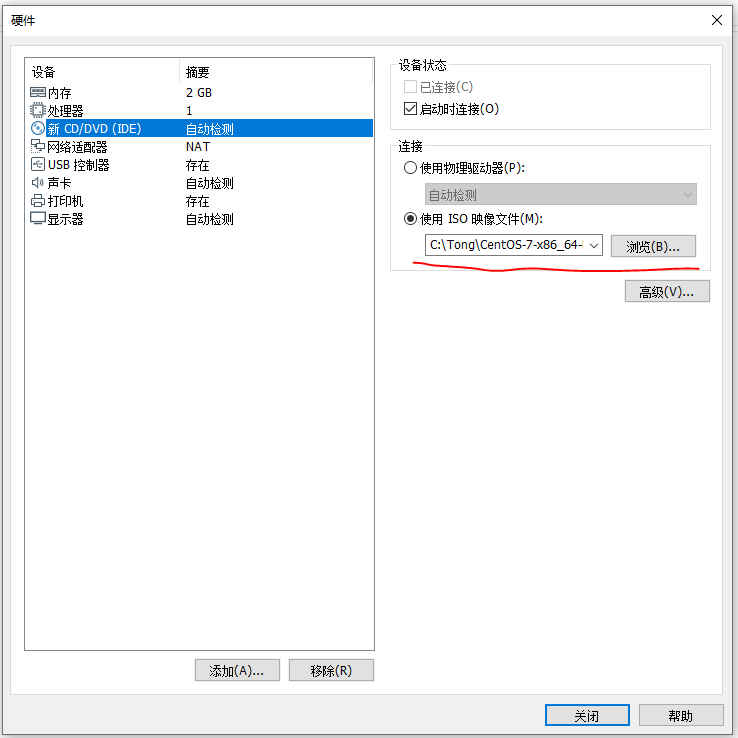 硬件
设备 摘要
内存 2 GB
处理器 1
新 CD/DVD (IDE) 自动检测
网络适配器 NAT
USB 控制器 存在
声卡 自动检测
打印机 存在
显示器 自动检测
添加(A)... 移除(R)
设备状态
已连接(C)
启动时连接(O)
连接
使用物理驱动器(P):
自动检测
使用 ISO 映像文件(M):
C:\Tong\CentOS-7-x86_64- 浏览(B)...
高级(V)...
关闭 帮助